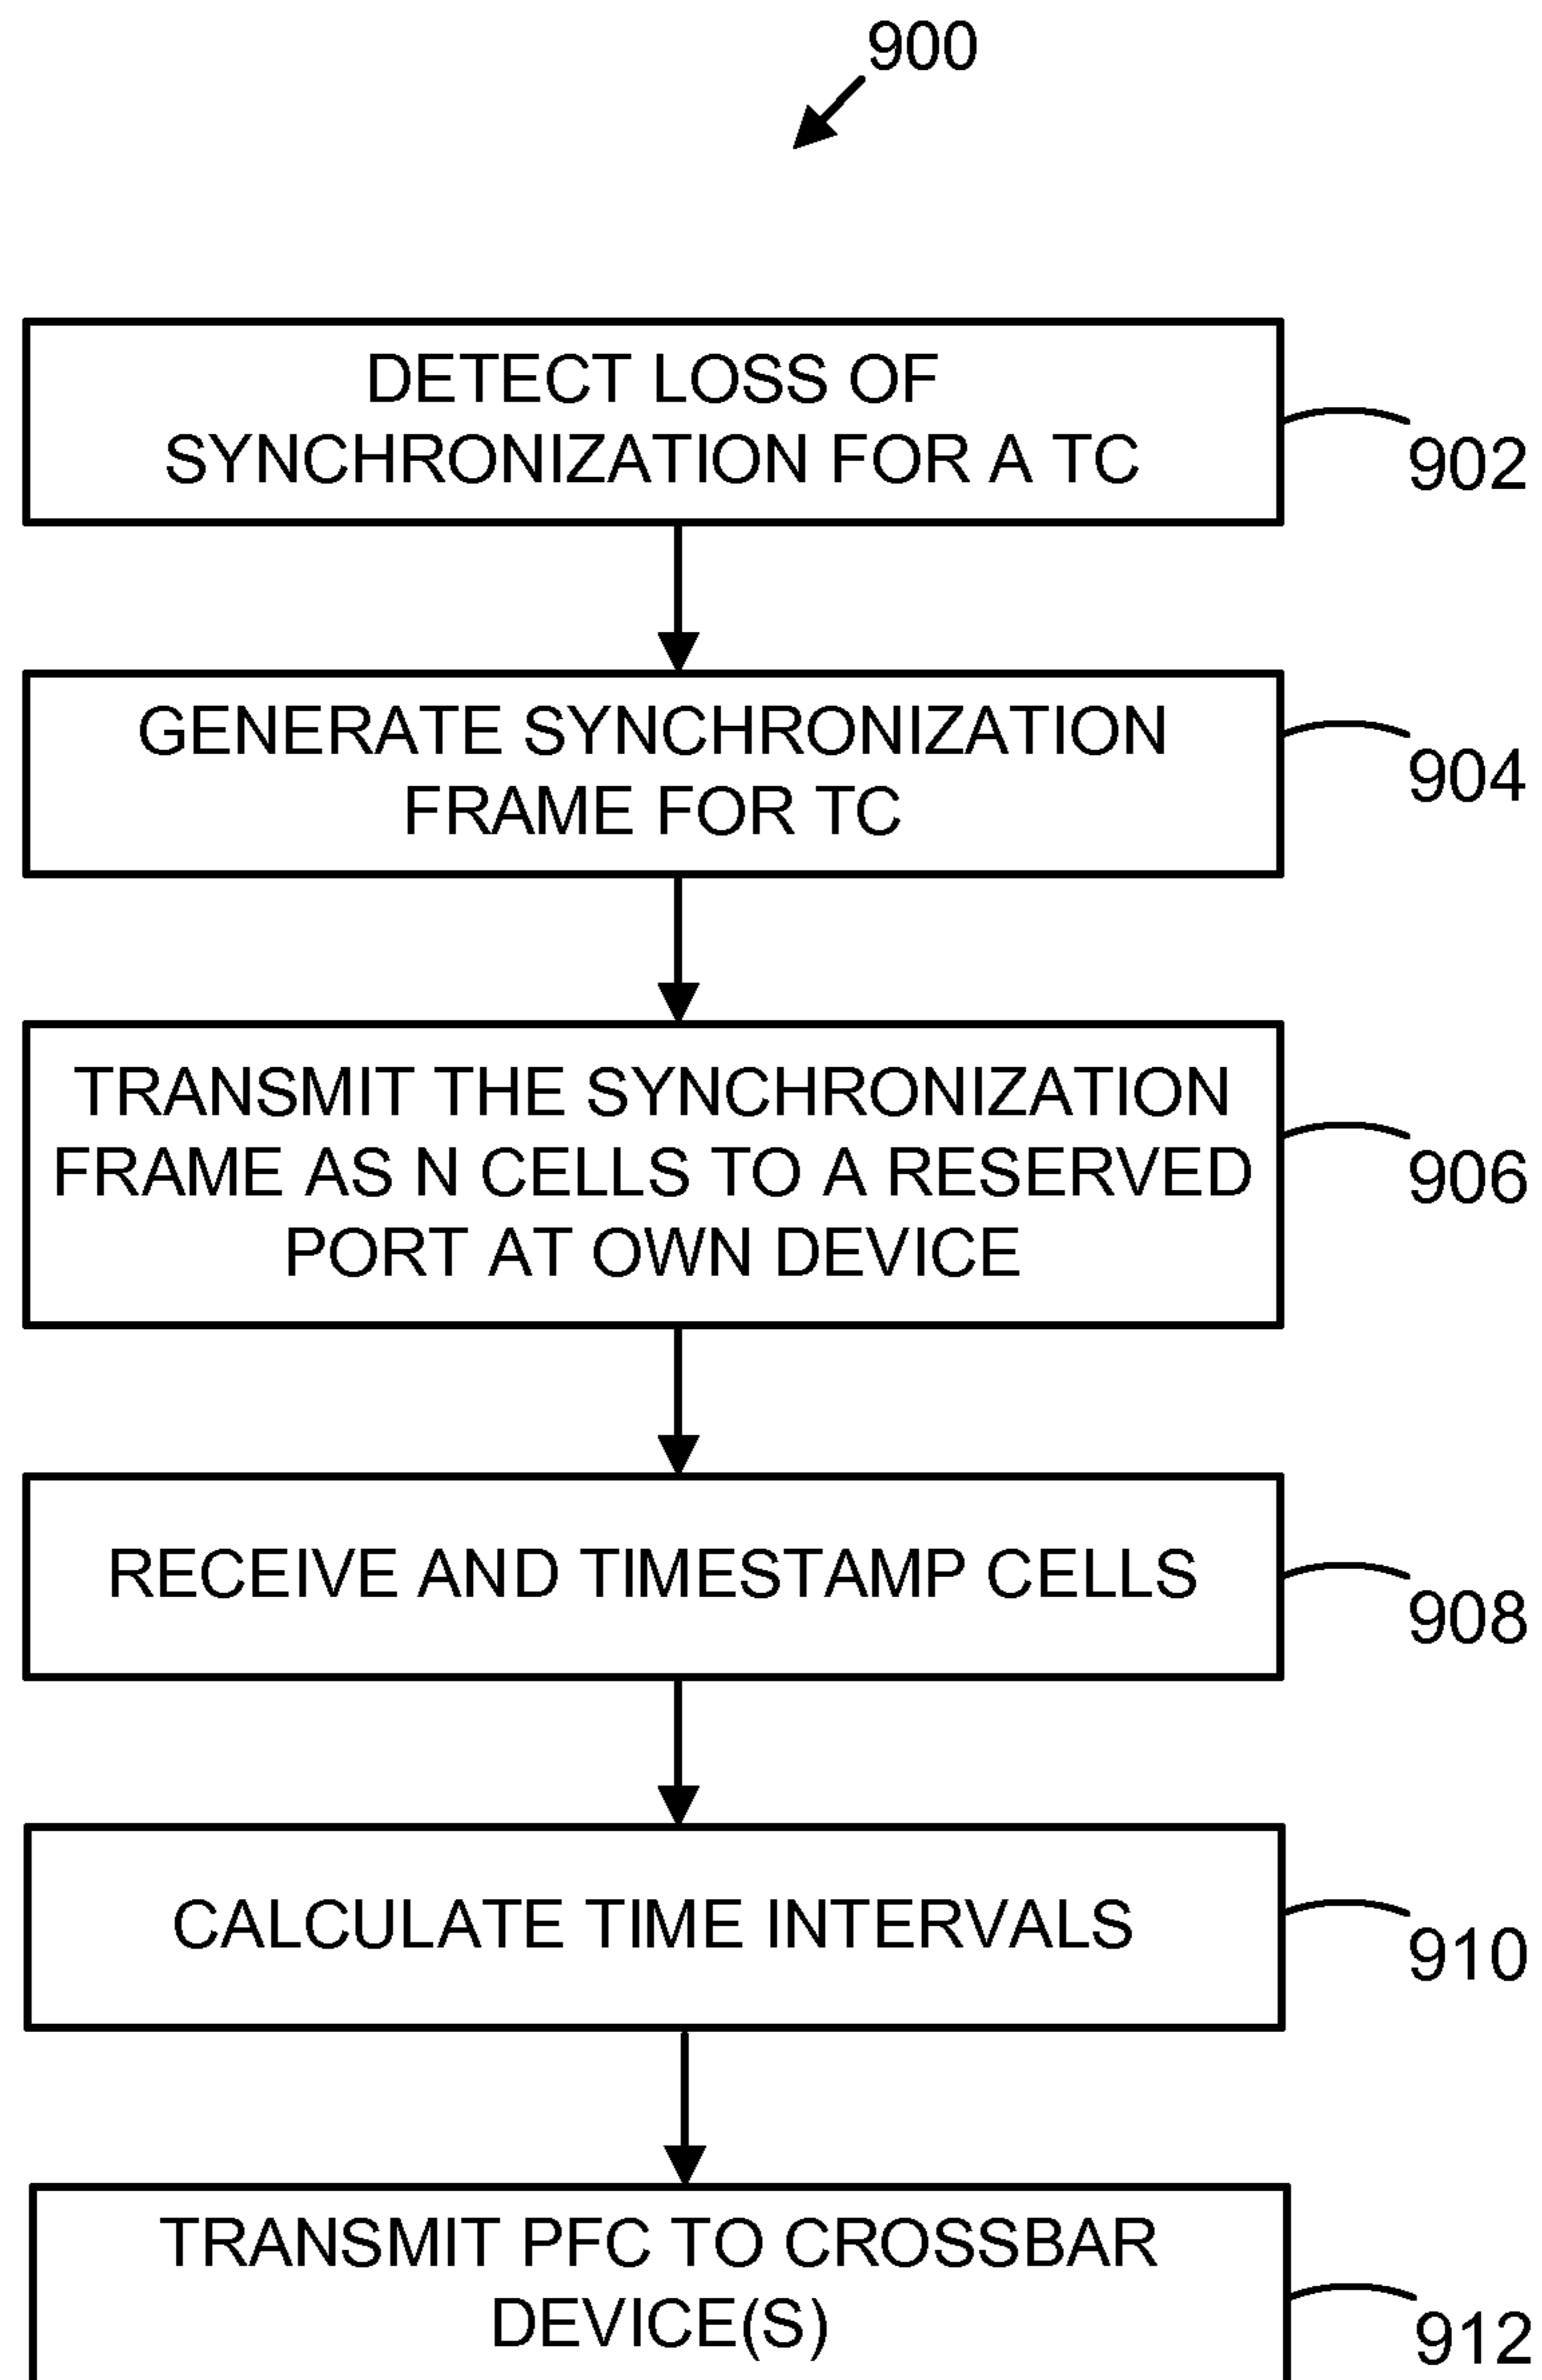 900
DETECT LOSS OF
SYNCHRONIZATION FOR A TC
902
GENERATE SYNCHRONIZATION
FRAME FOR TC
904
TRANSMIT THE SYNCHRONIZATION
FRAME AS N CELLS TO A RESERVED
PORT AT OWN DEVICE
906
RECEIVE AND TIMESTAMP CELLS
908
CALCULATE TIME INTERVALS
910
TRANSMIT PFC TO CROSSBAR
DEVICE(S)
912